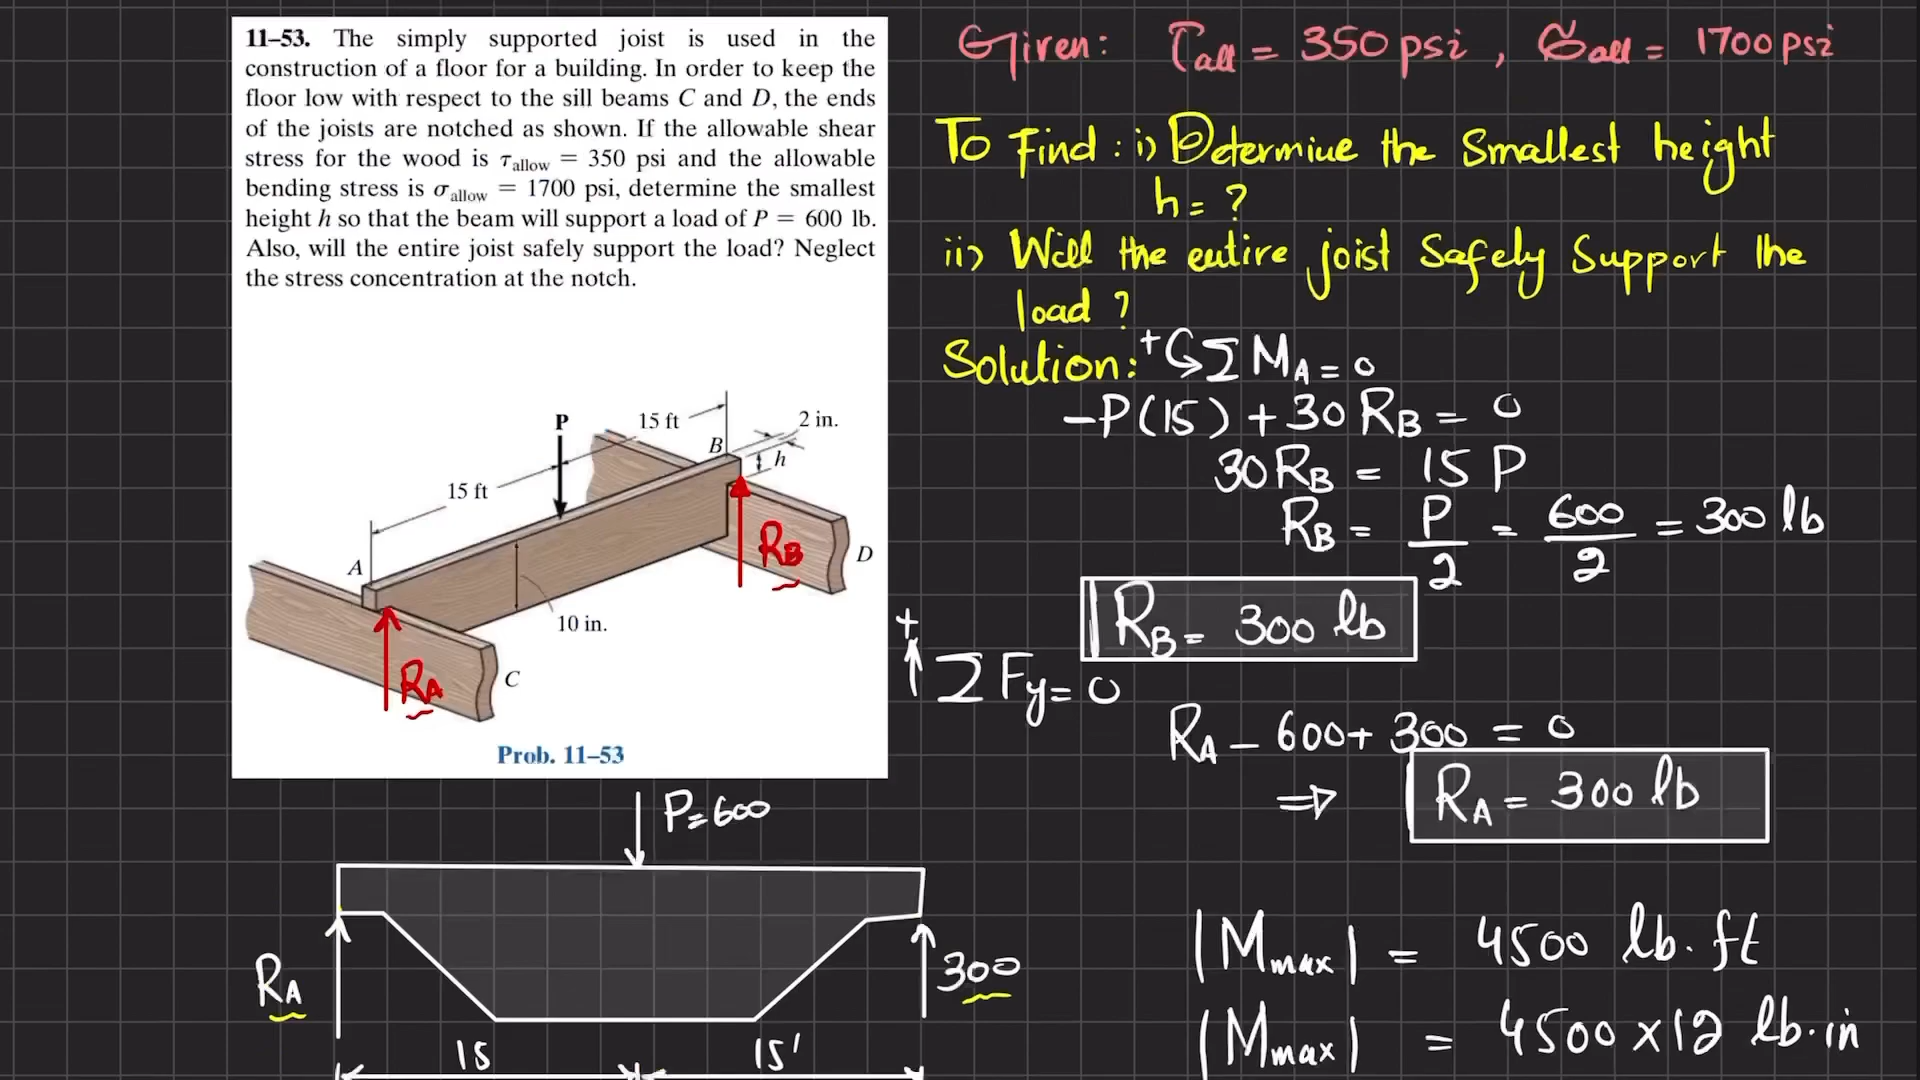 11–53. The simply supported joist is used in the
construction of a floor for a building. In order to keep the
floor low with respect to the sill beams C and D, the ends
of the joists are notched as shown. If the allowable shear
stress for the wood is τallow = 350 psi and the allowable
bending stress is σallow = 1700 psi, determine the smallest
height h so that the beam will support a load of P = 600 lb.
Also, will the entire joist safely support the load? Neglect
the stress concentration at the notch.
P
15 ft
2 in.
B
h
15 ft
RB
D
A
10 in.
RA
C
Prob. 11–53
P=600
RA
300
15
15'
Given: τall = 350 psi, σall = 1700 psi
To Find: i) Determine the Smallest height
h = ?
ii) Will the entire joist Safely Support the
load ?
Solution: + ↺ Σ MA = 0
-P(15) + 30 RB = 0
30RB = 15 P
RB = P/2 = 600/2 = 300 lb
RB = 300 lb
+↑ Σ Fy = 0
RA - 600 + 300 = 0
⇒ RA = 300 lb
|Mmax| = 4500 lb.ft
|Mmax| = 4500 x 12 lb.in